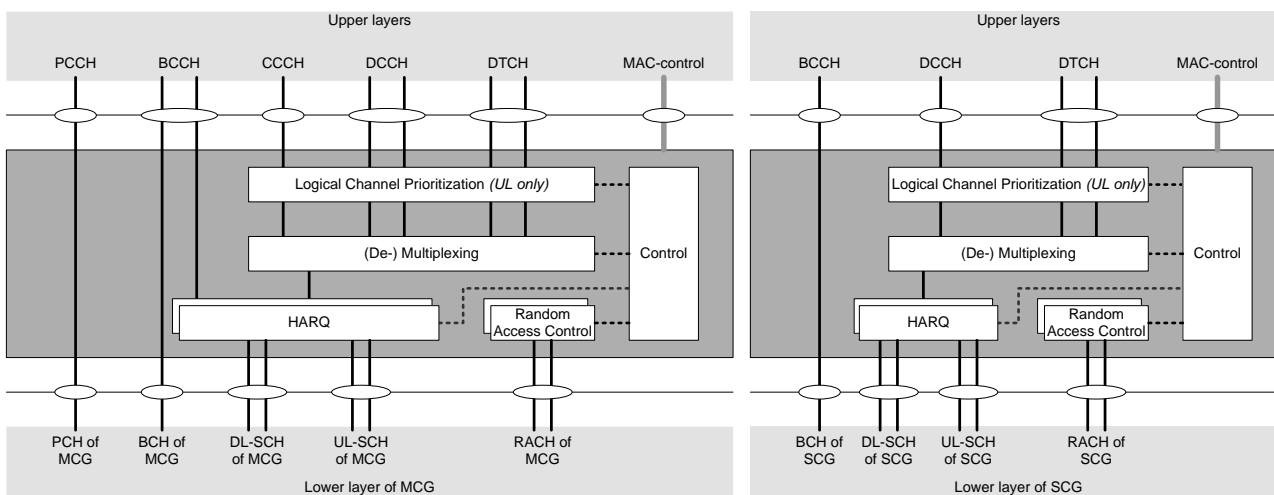 Upper layers
PCCH BCCH CCCH DCCH DTCH MAC-control
Logical Channel Prioritization (UL only)
(De-) Multiplexing
Control
HARQ
Random
Access Control
PCH of
MCG
BCH of
MCG
DL-SCH
of MCG
UL-SCH
of MCG
RACH of
MCG
Lower layer of MCG
Upper layers
BCCH DCCH DTCH MAC-control
Logical Channel Prioritization (UL only)
(De-) Multiplexing
Control
HARQ
Random
Access Control
BCH of
SCG
DL-SCH
of SCG
UL-SCH
of SCG
RACH of
SCG
Lower layer of SCG